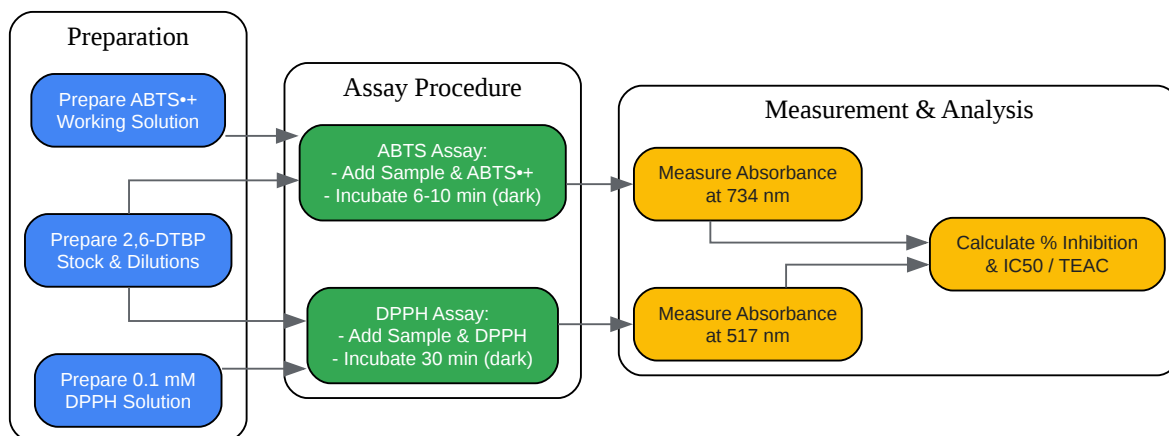 Preparation
Prepare ABTS•+
Working Solution
Prepare 2,6-DTBP
Stock & Dilutions
Prepare 0.1 mM
DPPH Solution
Assay Procedure
ABTS Assay:
- Add Sample & ABTS•+
- Incubate 6-10 min (dark)
DPPH Assay:
- Add Sample & DPPH
- Incubate 30 min (dark)
Measurement & Analysis
Measure Absorbance
at 734 nm
Measure Absorbance
at 517 nm
Calculate % Inhibition
& IC50 / TEAC